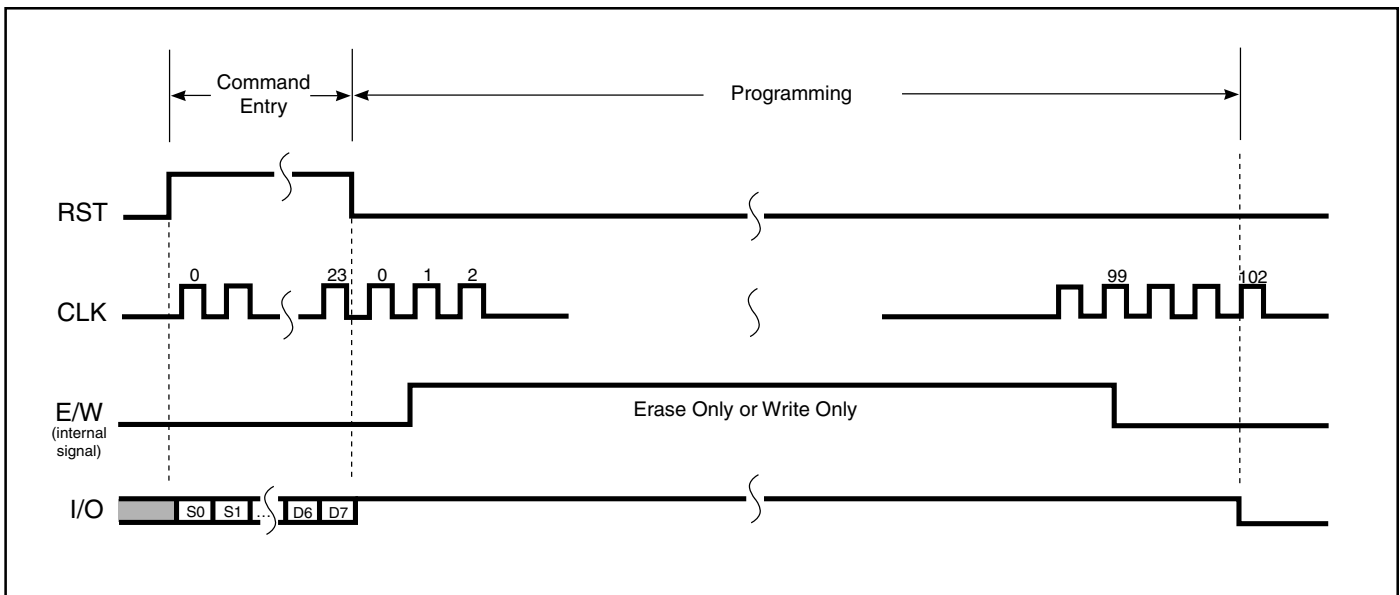 Command
Entry
Programming
RST
CLK
0
23
0
1
2
99
102
E/W
(internal
signal)
Erase Only or Write Only
I/O
S0
S1
...
D6
D7